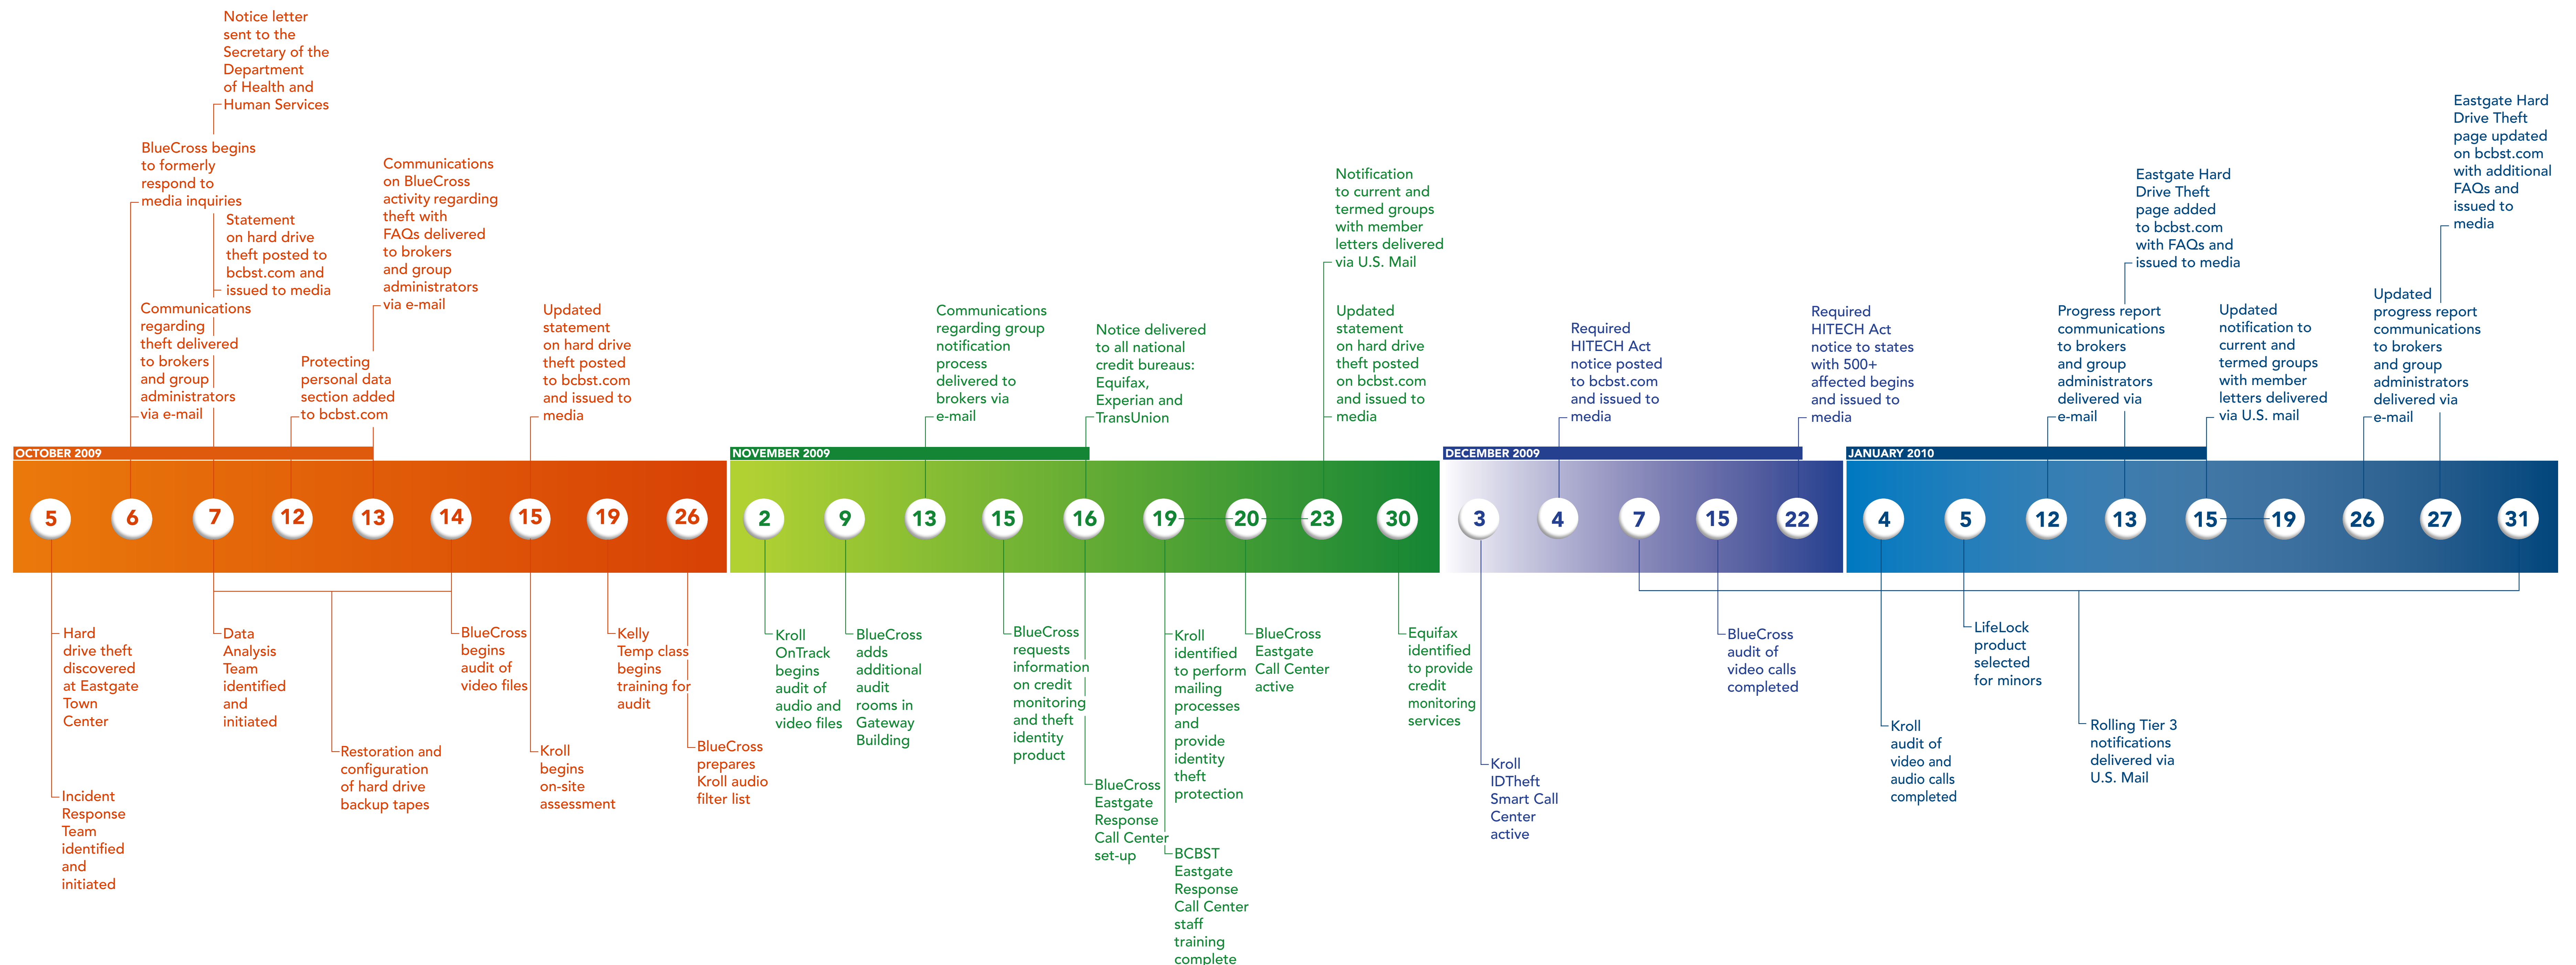 Notice letter
sent to the
Secretary of the
Department
of Health and
Human Services
BlueCross begins
to formerly
respond to
media inquiries
Statement
on hard drive
theft posted to
bcbst.com and
issued to media
Communications
regarding
theft delivered
to brokers
and group
administrators
via e-mail
Protecting
personal data
section added
to bcbst.com
Communications
on BlueCross
activity regarding
theft with
FAQs delivered
to brokers
and group
administrators
via e-mail
Updated
statement
on hard drive
theft posted
to bcbst.com
and issued to
media
Communications
regarding group
notification
process
delivered to
brokers via
e-mail
Notice delivered
to all national
credit bureaus:
Equifax,
Experian and
TransUnion
Notification
to current and
termed groups
with member
letters delivered
via U.S. Mail
Updated
statement
on hard drive
theft posted
on bcbst.com
and issued to
media
Required
HITECH Act
notice posted
to bcbst.com
and issued to
media
Required
HITECH Act
notice to states
with 500+
affected begins
and issued to
media
Progress report
communications
to brokers
and group
administrators
delivered via
e-mail
Eastgate Hard
Drive Theft
page added
to bcbst.com
with FAQs and
issued to media
Updated
notification to
current and
termed groups
with member
letters delivered
via U.S. mail
Updated
progress report
communications
to brokers
and group
administrators
delivered via
e-mail
Eastgate Hard
Drive Theft
page updated
on bcbst.com
with additional
FAQs and
issued to
media
OCTOBER 2009
5 6 7 12 13 14 15 19 26
NOVEMBER 2009
2 9 13 15 16 19 20 23 30
DECEMBER 2009
3 4 7 15 22
JANUARY 2010
4 5 12 13 15 19 26 27 31
Hard
drive theft
discovered
at Eastgate
Town
Center
Incident
Response
Team
identified
and
initiated
Data
Analysis
Team
identified
and
initiated
Restoration and
configuration
of hard drive
backup tapes
BlueCross
begins
audit of
video files
Kroll
begins
on-site
assessment
Kelly
Temp class
begins
training for
audit
BlueCross
prepares
Kroll audio
filter list
Kroll
OnTrack
begins
audit of
audio and
video files
BlueCross
adds
additional
audit
rooms in
Gateway
Building
BlueCross
requests
information
on credit
monitoring
and theft
identity
product
BlueCross
Eastgate
Response
Call Center
set-up
Kroll
identified
to perform
mailing
processes
and
provide
identity
theft
protection
BCBST
Eastgate
Response
Call Center
staff
training
complete
BlueCross
Eastgate
Call Center
active
Equifax
identified
to provide
credit
monitoring
services
Kroll
IDTheft
Smart Call
Center
active
BlueCross
audit of
video calls
completed
Kroll
audit of
video and
audio calls
completed
LifeLock
product
selected
for minors
Rolling Tier 3
notifications
delivered via
U.S. Mail